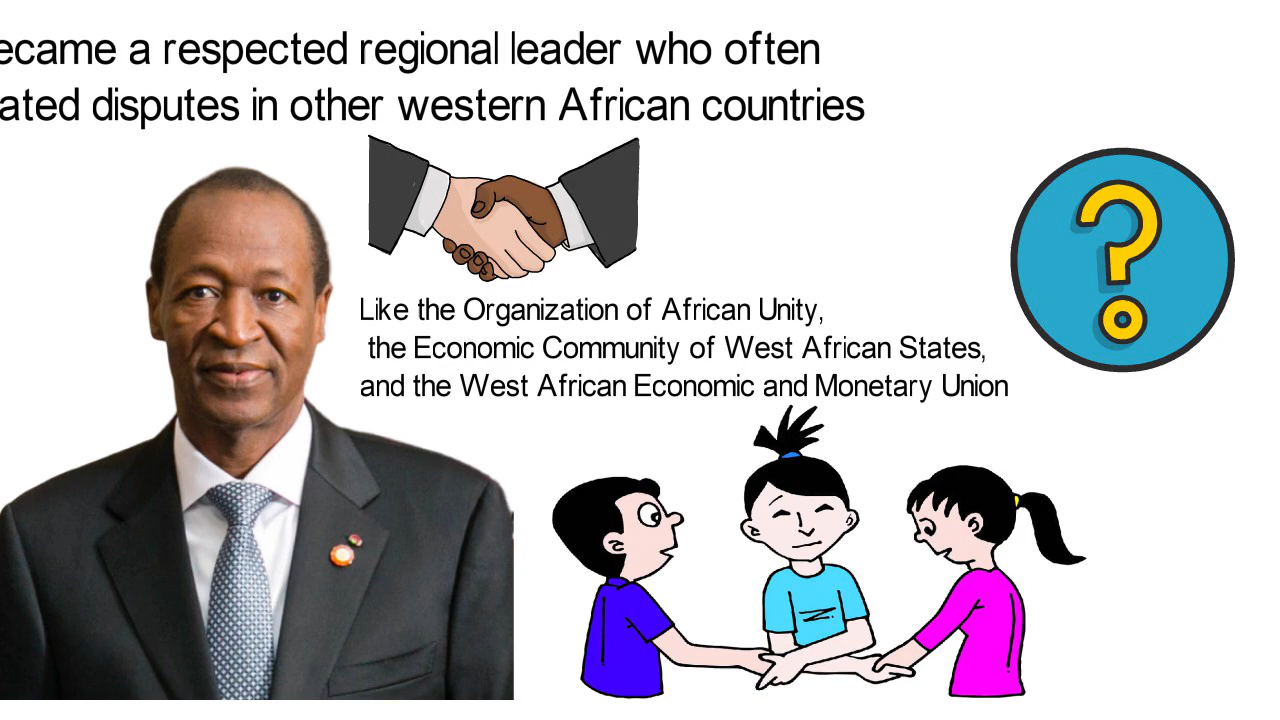 ecame a respected regional leader who often
ated disputes in other western African countries
Like the Organization of African Unity,
the Economic Community of West African States,
and the West African Economic and Monetary Union